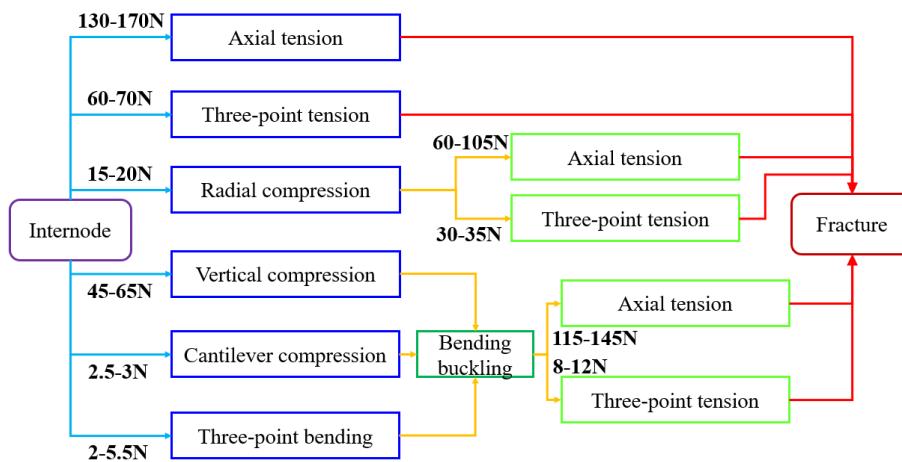 130-170N
Axial tension
60-70N
Three-point tension
60-105N
Axial tension
15-20N
Radial compression
Three-point tension
30-35N
Internode
Fracture
Vertical compression
45-65N
Axial tension
115-145N
Bending
buckling
Cantilever compression
8-12N
2.5-3N
Three-point tension
Three-point bending
2-5.5N